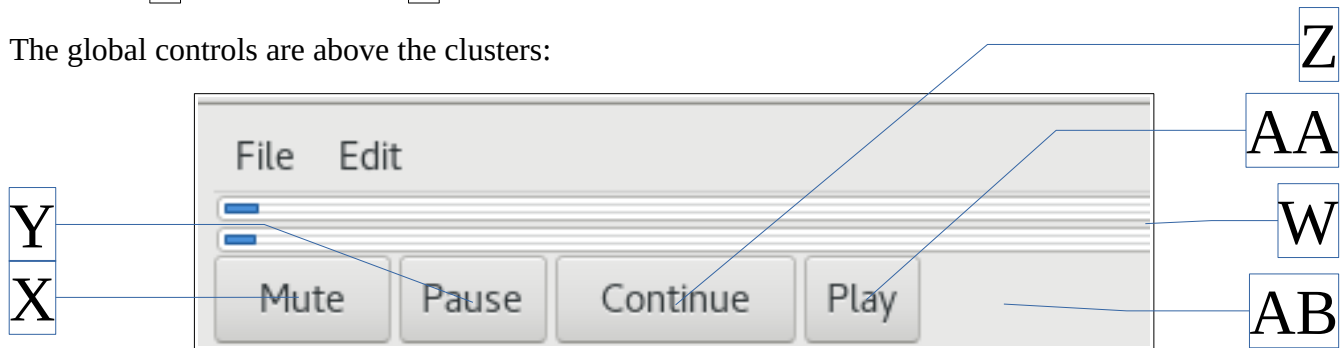 Z
The global controls are above the clusters:
AA
File Edit
W
Y
X
Mute Pause Continue Play
AB